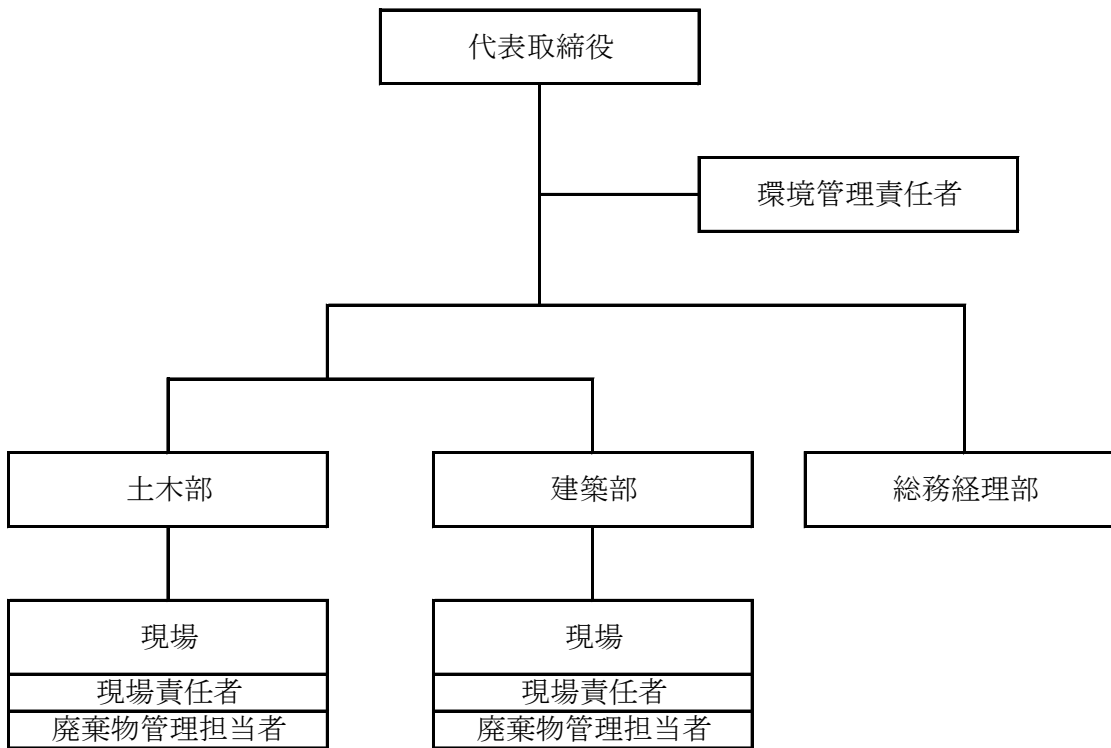 代表取締役
環境管理責任者
土木部
建築部
総務経理部
現場
現場
現場責任者
現場責任者
廃棄物管理担当者
廃棄物管理担当者